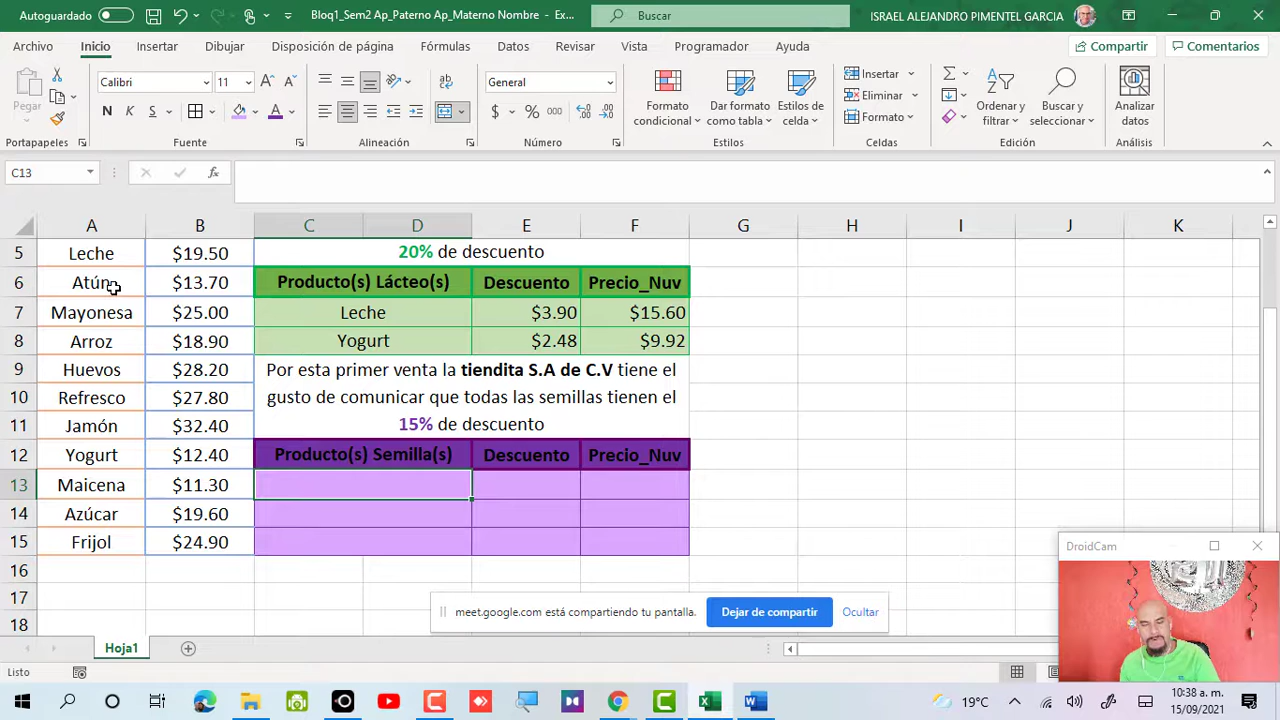 Autoguardado
Bloq1_Sem2 Ap_Paterno Ap_Materno Nombre - Ex...
Buscar
ISRAEL ALEJANDRO PIMENTEL GARCIA
Archivo Inicio Insertar Dibujar Disposición de página Fórmulas Datos Revisar Vista Programador Ayuda
Compartir Comentarios
Pegar
Calibri 11
N K S
General
$ % 000
Formato condicional
Dar formato como tabla
Estilos de celda
Insertar
Eliminar
Formato
Ordenar y filtrar
Buscar y seleccionar
Analizar datos
Portapapeles Fuente Alineación Número Estilos Celdas Edición Análisis
C13 fx
A B C D E F G H I J K
5 Leche $19.50 20% de descuento
6 Atún $13.70 Producto(s) Lácteo(s) Descuento Precio_Nuv
7 Mayonesa $25.00 Leche $3.90 $15.60
8 Arroz $18.90 Yogurt $2.48 $9.92
9 Huevos $28.20 Por esta primer venta la tiendita S.A de C.V tiene el
10 Refresco $27.80 gusto de comunicar que todas las semillas tienen el
11 Jamón $32.40 15% de descuento
12 Yogurt $12.40 Producto(s) Semilla(s) Descuento Precio_Nuv
13 Maicena $11.30
14 Azúcar $19.60
15 Frijol $24.90
16
17
18
DroidCam
meet.google.com está compartiendo tu pantalla. Dejar de compartir Ocultar
Hoja1
Listo
19°C
10:38 a. m.
15/09/2021